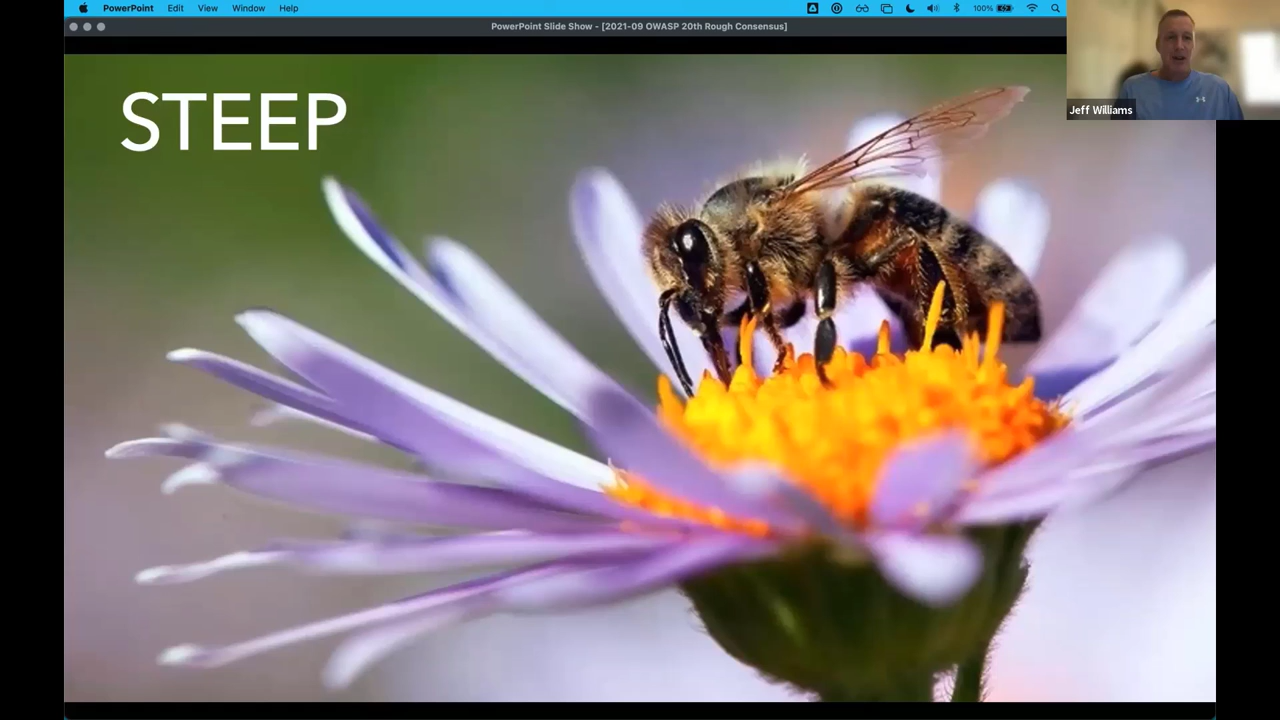 PowerPoint Edit View Window Help 100%
PowerPoint Slide Show - [2021-09 OWASP 20th Rough Consensus]
STEEP
Jeff Williams